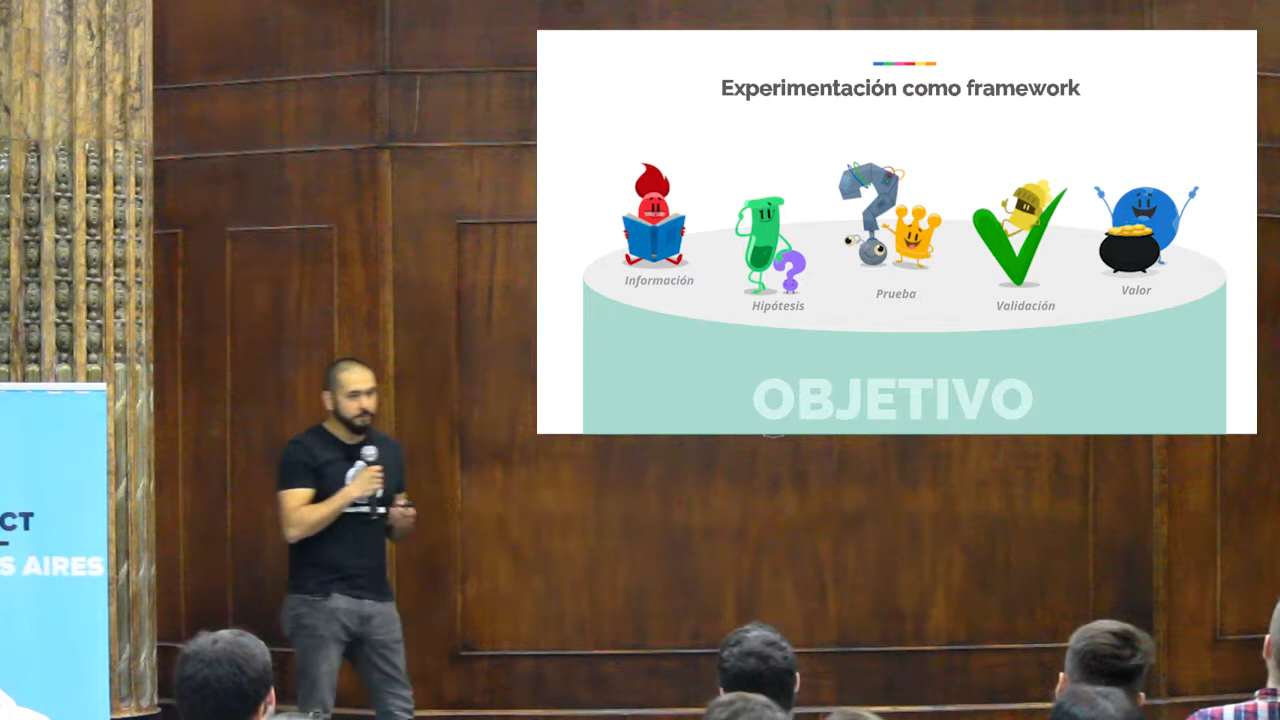 Experimentación como framework
Información
Hipótesis
Prueba
Validación
Valor
OBJETIVO
CT
S AIRES